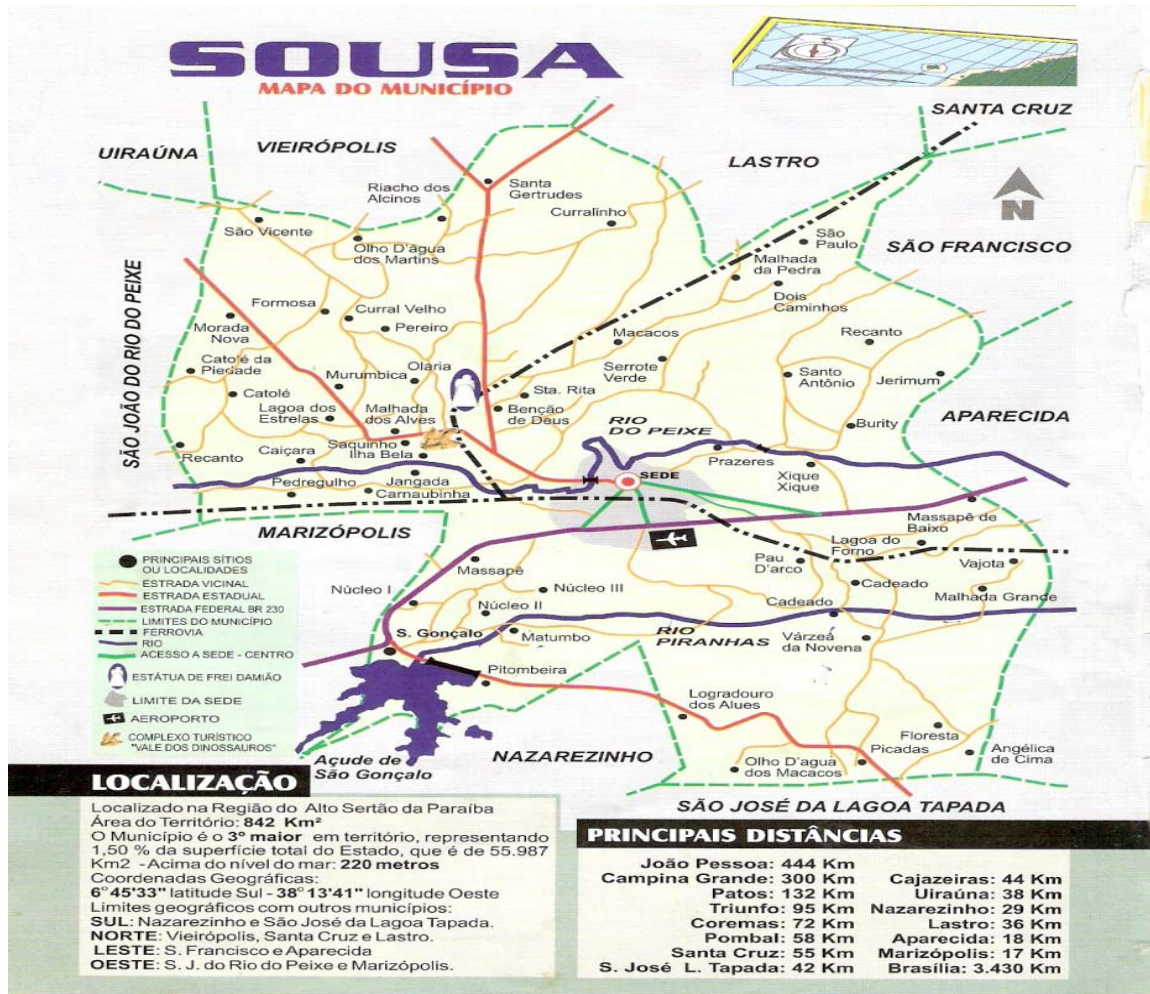 SOUSA
MAPA DO MUNICÍPIO
SANTA CRUZ
UIRAÚNA
VIEIRÓPOLIS
LASTRO
N
SÃO FRANCISCO
SÃO JOÃO DO RIO DO PEIXE
APARECIDA
Riacho dos
Alcinos
Santa
Gertrudes
Curralinho
São Vicente
Olho D'água
dos Martins
São
Paulo
Malhada
da Pedra
Dois
Caminhos
Formosa
Curral Velho
Morada
Nova
Pereiro
Macacos
Recanto
Catolé da
Piedade
Murumbica
Olaria
Serrote
Verde
Santo
Antônio
Jerimum
Catolé
Sta. Rita
Lagoa dos
Estrelas
Malhada
dos Alves
Benção
de Deus
RIO
DO PEIXE
Burity
Saquinho
Ilha Bela
Recanto
Caiçara
Prazeres
SEDE
Xique
Xique
Pedregulho
Jangada
Carnaubinha
MARIZÓPOLIS
Massapê de
Baixo
Lagoa do
Forno
Massapê
Pau
D'arco
Vajota
Núcleo I
Núcleo III
Cadeado
Malhada Grande
Núcleo II
Cadeado
S. Gonçalo
Matumbo
RIO
PIRANHAS
Várzeá
da Novena
Pitombeira
Logradouro
dos Alues
Floresta
Picadas
Angélica
de Cima
Olho D'agua
dos Macacos
Açude de
São Gonçalo
NAZAREZINHO
SÃO JOSÉ DA LAGOA TAPADA
PRINCIPAIS SÍTIOS
OU LOCALIDADES
ESTRADA VICINAL
ESTRADA ESTADUAL
ESTRADA FEDERAL BR 230
LIMITES DO MUNICÍPIO
FERROVIA
RIO
ACESSO A SEDE - CENTRO
ESTÁTUA DE FREI DAMIÃO
LIMITE DA SEDE
AEROPORTO
COMPLEXO TURÍSTICO
"VALE DOS DINOSSAUROS"
LOCALIZAÇÃO
Localizado na Região do Alto Sertão da Paraíba
Área do Território: 842 Km²
O Município é o 3º maior em território, representando
1,50 % da superfície total do Estado, que é de 55.987
Km2 - Acima do nível do mar: 220 metros
Coordenadas Geográficas:
6°45'33" latitude Sul - 38°13'41" longitude Oeste
Limites geográficos com outros municípios:
SUL: Nazarezinho e São José da Lagoa Tapada.
NORTE: Vieirópolis, Santa Cruz e Lastro.
LESTE: S. Francisco e Aparecida
OESTE: S. J. do Rio do Peixe e Marizópolis.
PRINCIPAIS DISTÂNCIAS
João Pessoa: 444 Km
Campina Grande: 300 Km
Patos: 132 Km
Triunfo: 95 Km
Coremas: 72 Km
Pombal: 58 Km
Santa Cruz: 55 Km
S. José L. Tapada: 42 Km
Cajazeiras: 44 Km
Uiraúna: 38 Km
Nazarezinho: 29 Km
Lastro: 36 Km
Aparecida: 18 Km
Marizópolis: 17 Km
Brasília: 3.430 Km